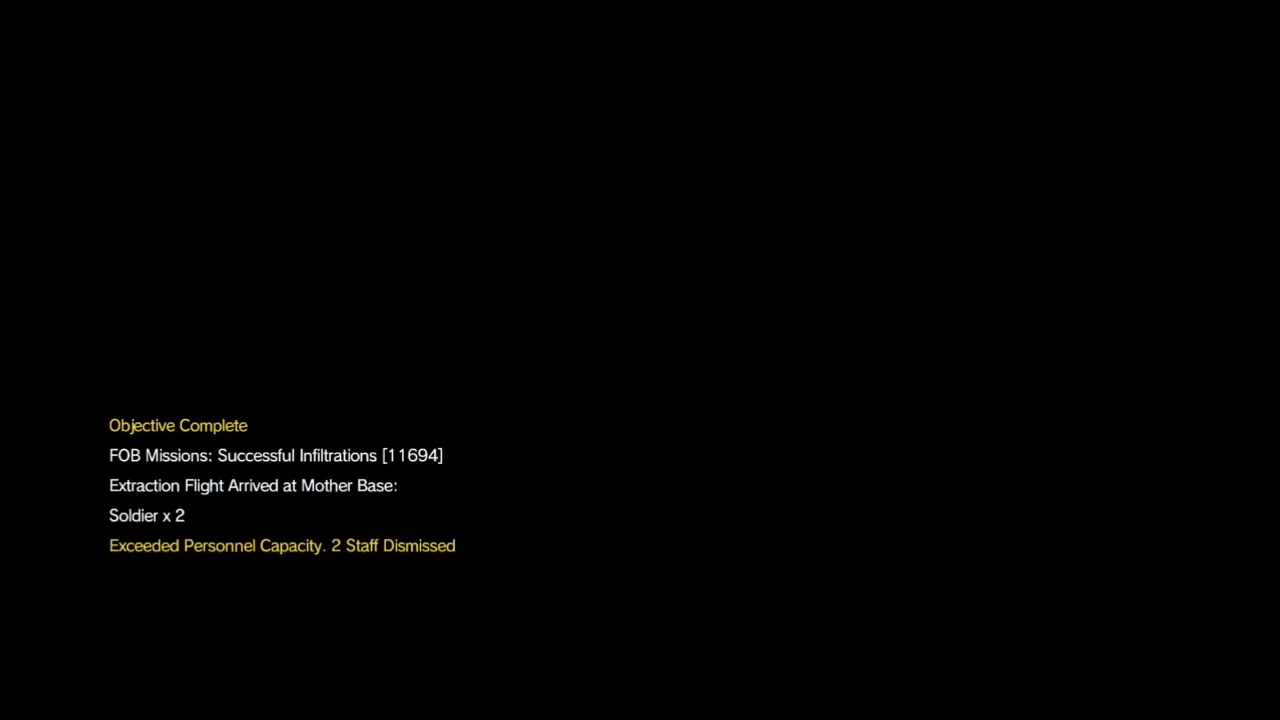 Objective Complete
FOB Missions: Successful Infiltrations [11694]
Extraction Flight Arrived at Mother Base:
Soldier x 2
Exceeded Personnel Capacity. 2 Staff Dismissed